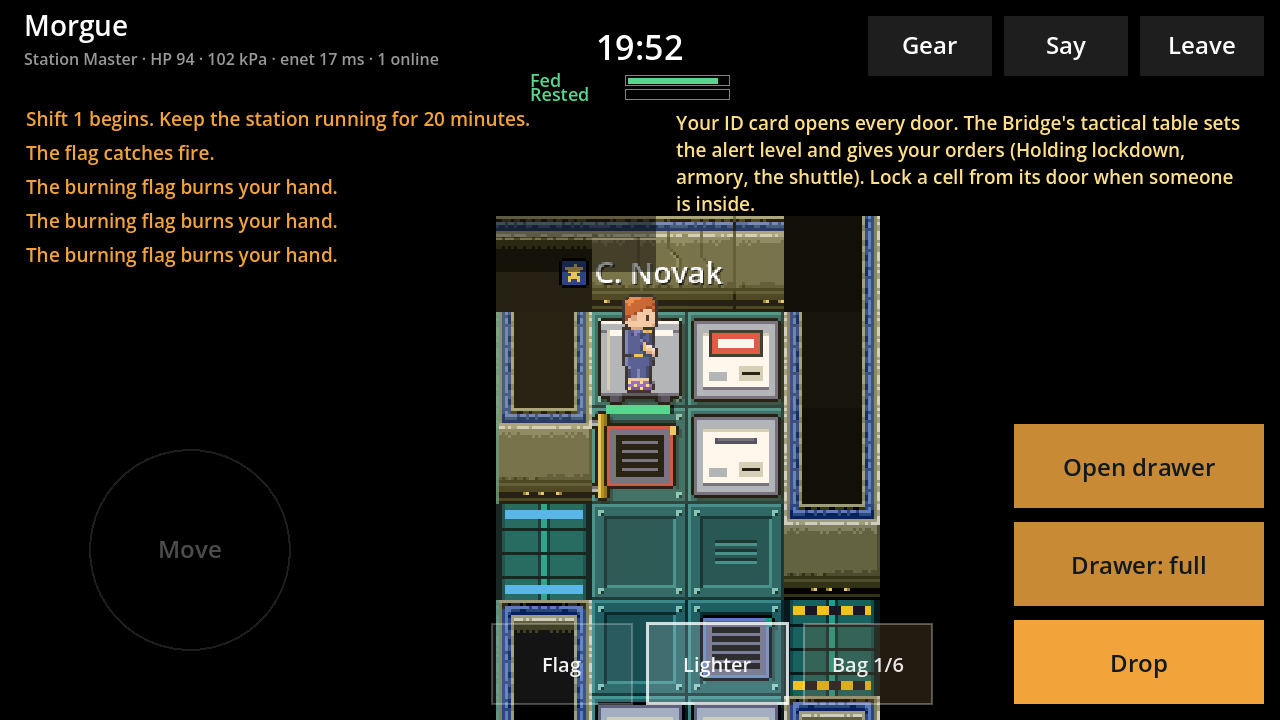 Morgue
Station Master · HP 94 · 102 kPa · enet 17 ms · 1 online
19:52
Fed
Rested
Gear
Say
Leave
Shift 1 begins. Keep the station running for 20 minutes.
The flag catches fire.
The burning flag burns your hand.
The burning flag burns your hand.
The burning flag burns your hand.
Your ID card opens every door. The Bridge's tactical table sets
the alert level and gives your orders (Holding lockdown,
armory, the shuttle). Lock a cell from its door when someone
is inside.
C. Novak
Move
Open drawer
Drawer: full
Drop
Flag
Lighter
Bag 1/6